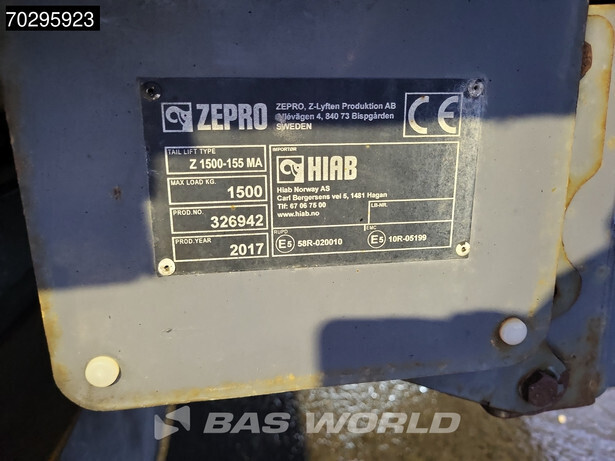 70295923
ZEPRO
ZEPRO, Z-Lyften Produktion AB
Allévägen 4, 840 73 Bispgården
SWEDEN
CE
TAIL LIFT TYPE
Z 1500-155 MA
MAX LOAD KG.
1500
PROD.NO.
326942
PROD.YEAR
2017
IMPORTER
HIAB
Hiab Norway AS
Carl Bergersens vei 5, 1481 Hagan
Tlf: 67 06 75 00
www.hiab.no
LB-NR.
RUPD
E5 58R-020010
EMC
E5 10R-05199
BAS WORLD